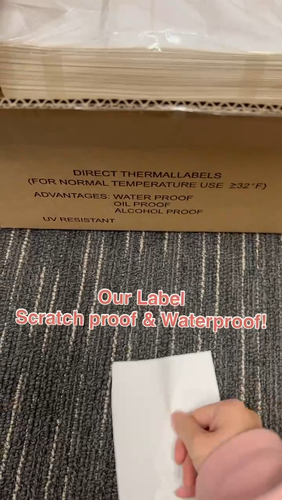 DIRECT THERMALLABELS
(FOR NORMAL TEMPERATURE USE ≥32°F)
ADVANTAGES: WATER PROOF
OIL PROOF
ALCOHOL PROOF
UV RESISTANT
Our Label
Scratch proof & Waterproof!